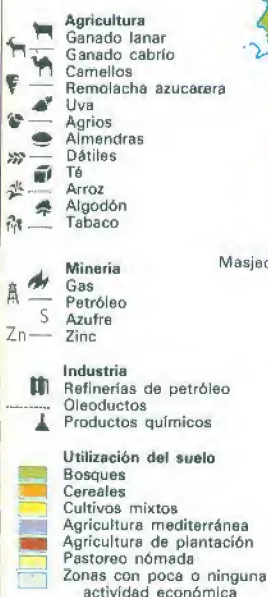 Agricultura
Ganado lanar
Ganado cabrío
Camellos
Remolacha azucarera
Uva
Agrios
Almendras
Dátiles
Té
Arroz
Algodón
Tabaco
Minería
Gas
Petróleo
S Azufre
Zn Zinc
Masjed
Industria
Refinerías de petróleo
Oleoductos
Productos químicos
Utilización del suelo
Bosques
Cereales
Cultivos mixtos
Agricultura mediterránea
Agricultura de plantación
Pastoreo nómada
Zonas con poca o ninguna
actividad económica